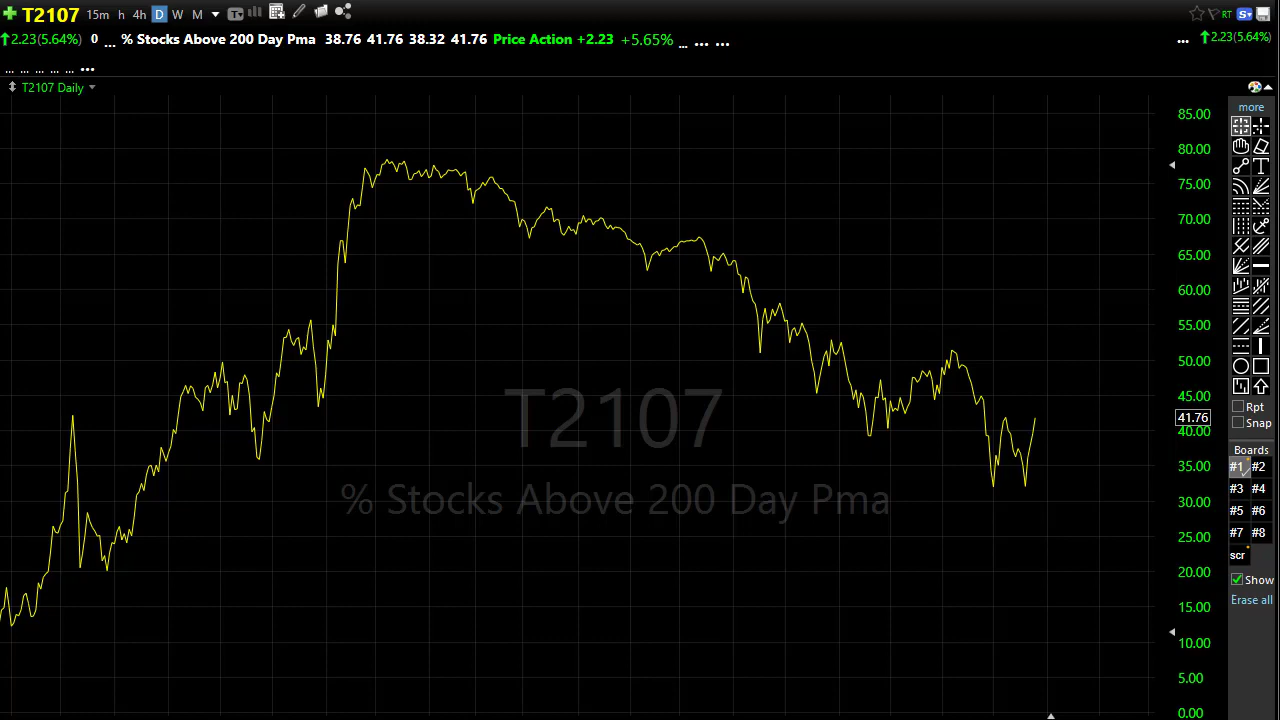 T2107 15m h 4h D W M RT S
2.23(5.64%) 0 ... % Stocks Above 200 Day Pma 38.76 41.76 38.32 41.76 Price Action +2.23 +5.65% ... ... ... ... 2.23(5.64%)
... ... ... ... ... ...
T2107 Daily
more
85.00
80.00
75.00
70.00
65.00
60.00
55.00
50.00
45.00
Rpt
41.76
Snap
40.00
T2107
% Stocks Above 200 Day Pma
Boards
35.00
#1 #2
#3 #4
30.00
#5 #6
#7 #8
25.00
scr
20.00
Show
15.00
Erase all
10.00
5.00
0.00